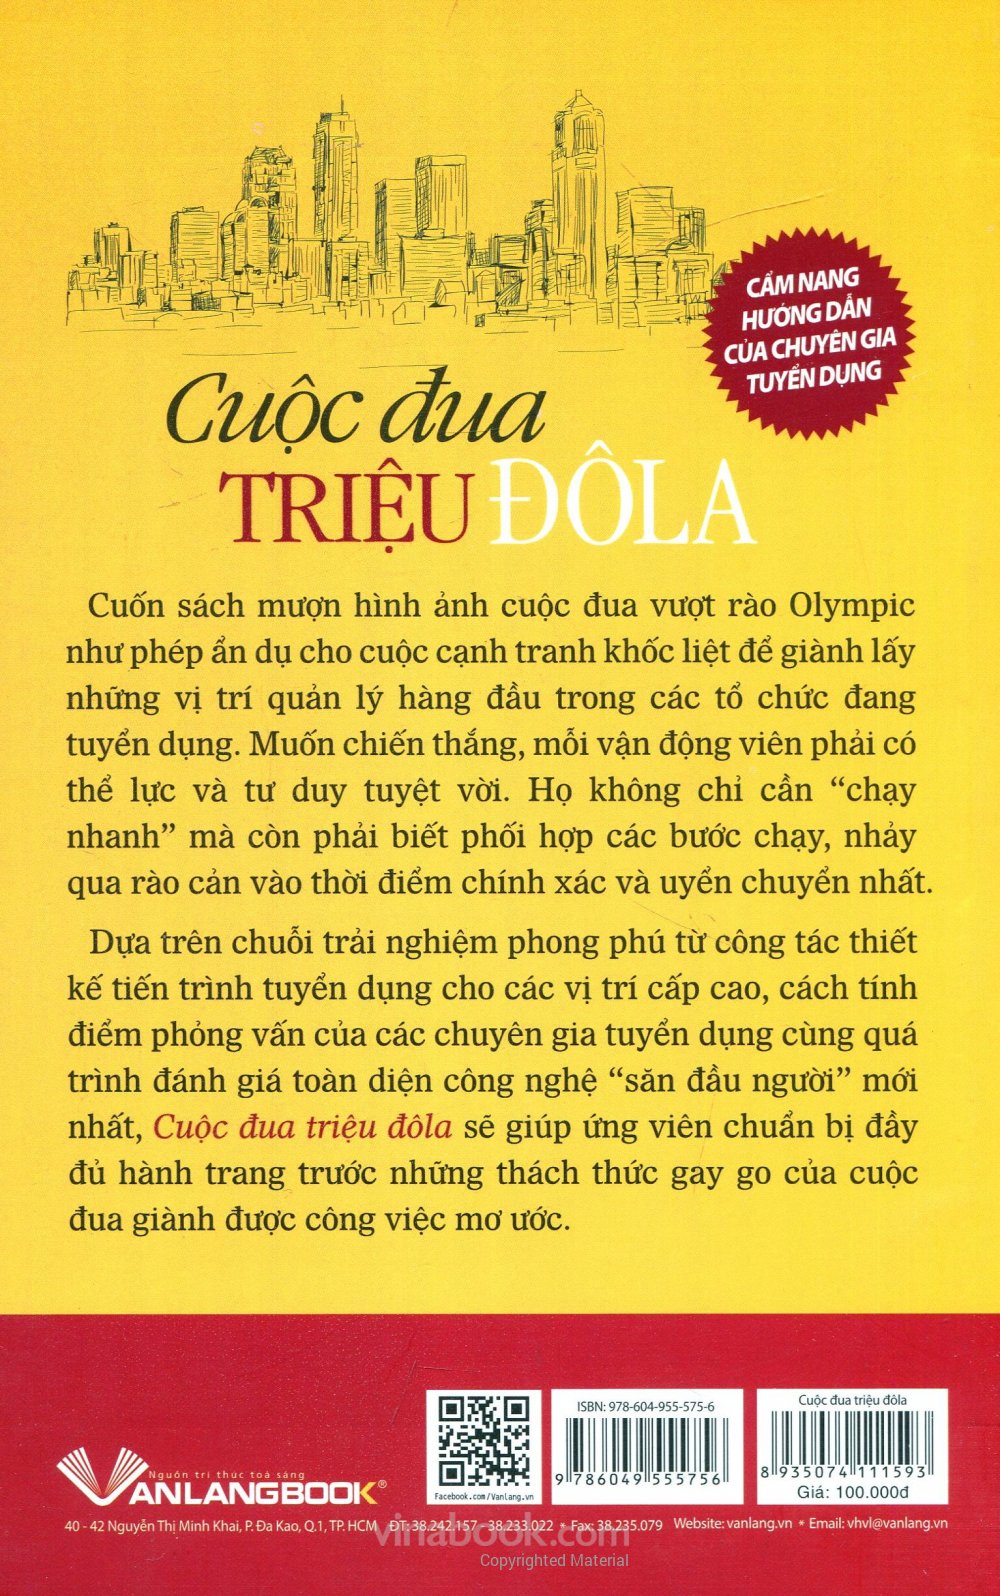 CẨM NANG
HƯỚNG DẪN
CỦA CHUYÊN GIA
TUYỂN DỤNG
Cuộc đua
TRIỆU ĐÔLA
Cuốn sách mượn hình ảnh cuộc đua vượt rào Olympic
như phép ẩn dụ cho cuộc cạnh tranh khốc liệt để giành lấy
những vị trí quản lý hàng đầu trong các tổ chức đang
tuyển dụng. Muốn chiến thắng, mỗi vận động viên phải có
thể lực và tư duy tuyệt vời. Họ không chỉ cần “chạy
nhanh” mà còn phải biết phối hợp các bước chạy, nhảy
qua rào cản vào thời điểm chính xác và uyển chuyển nhất.
Dựa trên chuỗi trải nghiệm phong phú từ công tác thiết
kế tiến trình tuyển dụng cho các vị trí cấp cao, cách tính
điểm phỏng vấn của các chuyên gia tuyển dụng cùng quá
trình đánh giá toàn diện công nghệ “săn đầu người” mới
nhất, Cuộc đua triệu đôla sẽ giúp ứng viên chuẩn bị đầy
đủ hành trang trước những thách thức gay go của cuộc
đua giành được công việc mơ ước.
Nguồn tri thức toả sáng
VANLANGBOOK®
Facebook.com/Vanlang.vn
ISBN: 978-604-955-575-6
9 786049 555756
Cuộc đua triệu đôla
8 935074 111593
Giá: 100.000đ
40 - 42 Nguyễn Thị Minh Khai, P. Đa Kao, Q.1, TP. HCM ĐT: 38.242.157 - 38.233.022 * Fax: 38.235.079 Website: vanlang.vn * Email: vhvl@vanlang.vn
vinabook.com
Copyrighted Material